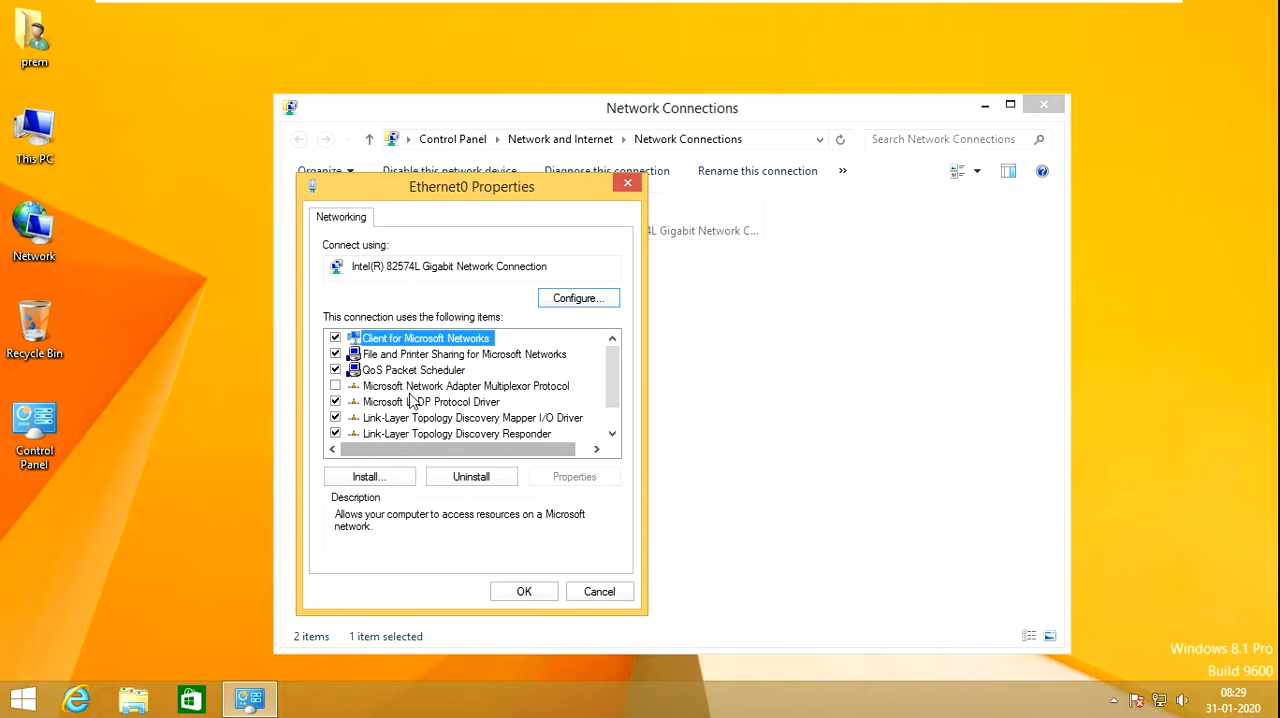 prem
This PC
Network
Recycle Bin
Control
Panel
Network Connections
Control Panel
Network and Internet
Network Connections
Search Network Connections
Organize
Disable this network device
Diagnose this connection
Rename this connection
»
Ethernet0 Properties
4L Gigabit Network C...
Networking
Connect using:
Intel(R) 82574L Gigabit Network Connection
Configure...
This connection uses the following items:
Client for Microsoft Networks
File and Printer Sharing for Microsoft Networks
QoS Packet Scheduler
Microsoft Network Adapter Multiplexor Protocol
Microsoft DP Protocol Driver
Link-Layer Topology Discovery Mapper I/O Driver
Link-Layer Topology Discovery Responder
Install...
Uninstall
Properties
Description
Allows your computer to access resources on a Microsoft
network.
OK
Cancel
2 items
1 item selected
Windows 8.1 Pro
Build 9600
08:29
31-01-2020